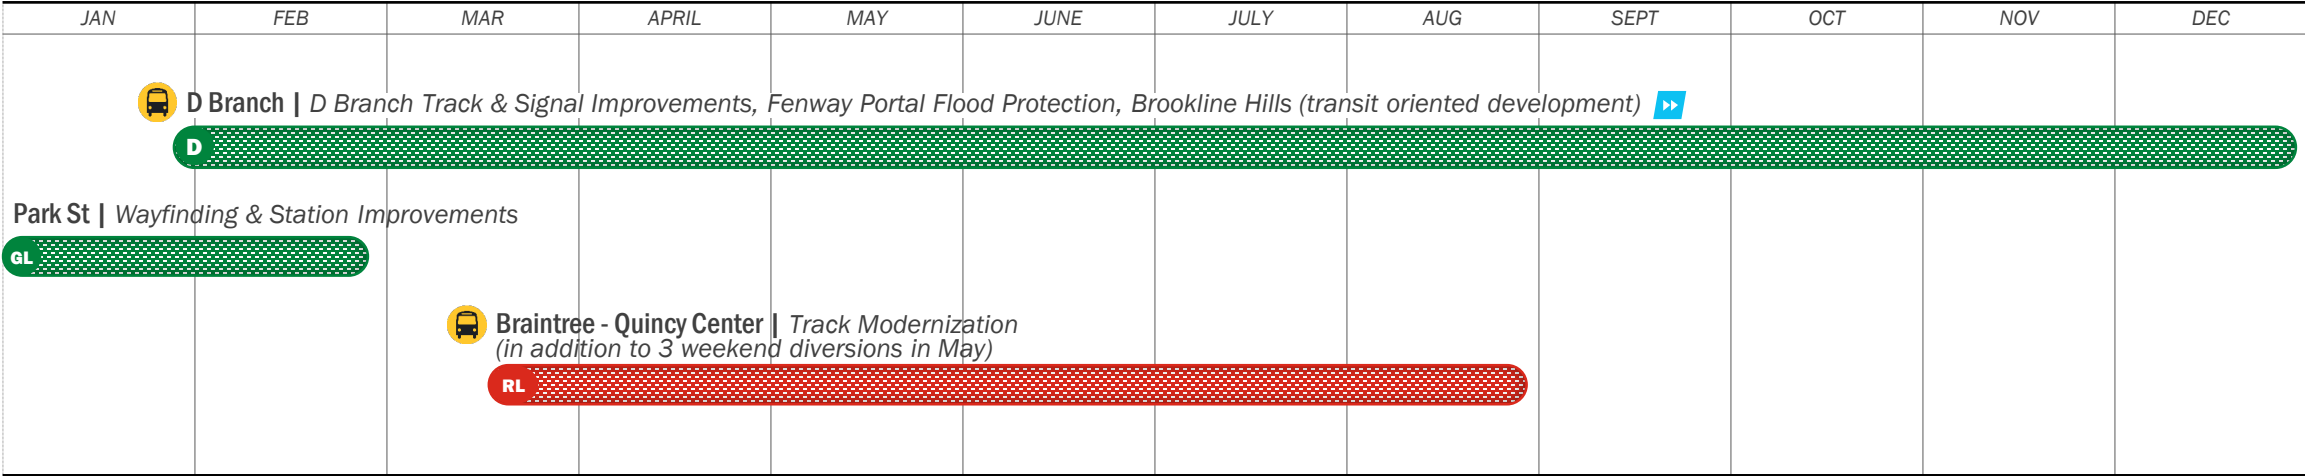 JAN FEB MAR APRIL MAY JUNE JULY AUG SEPT OCT NOV DEC
D Branch | D Branch Track & Signal Improvements, Fenway Portal Flood Protection, Brookline Hills (transit oriented development)
D
Park St | Wayfinding & Station Improvements
GL
Braintree - Quincy Center | Track Modernization
(in addition to 3 weekend diversions in May)
RL